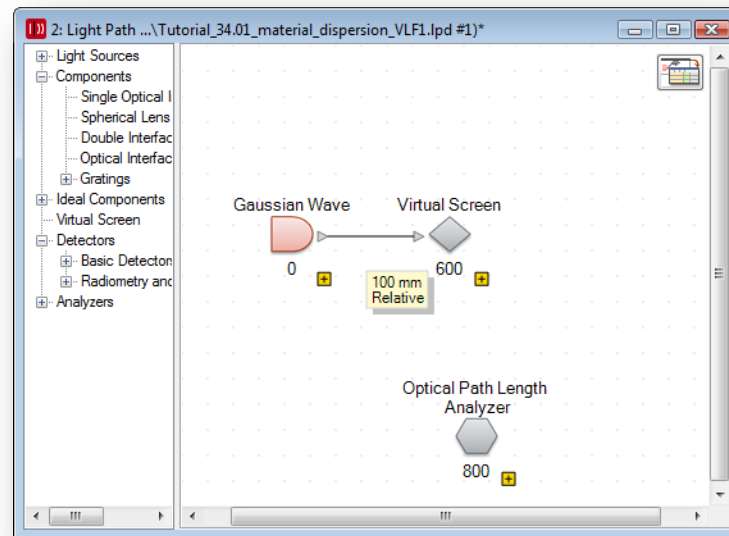 2: Light Path ...\Tutorial_34.01_material_dispersion_VLF1.lpd #1)*
Light Sources
Components
Single Optical I
Spherical Lens
Double Interfac
Optical Interfac
Gratings
Ideal Components
Virtual Screen
Detectors
Basic Detectors
Radiometry and
Analyzers
Gaussian Wave
0
Virtual Screen
600
100 mm
Relative
Optical Path Length
Analyzer
800